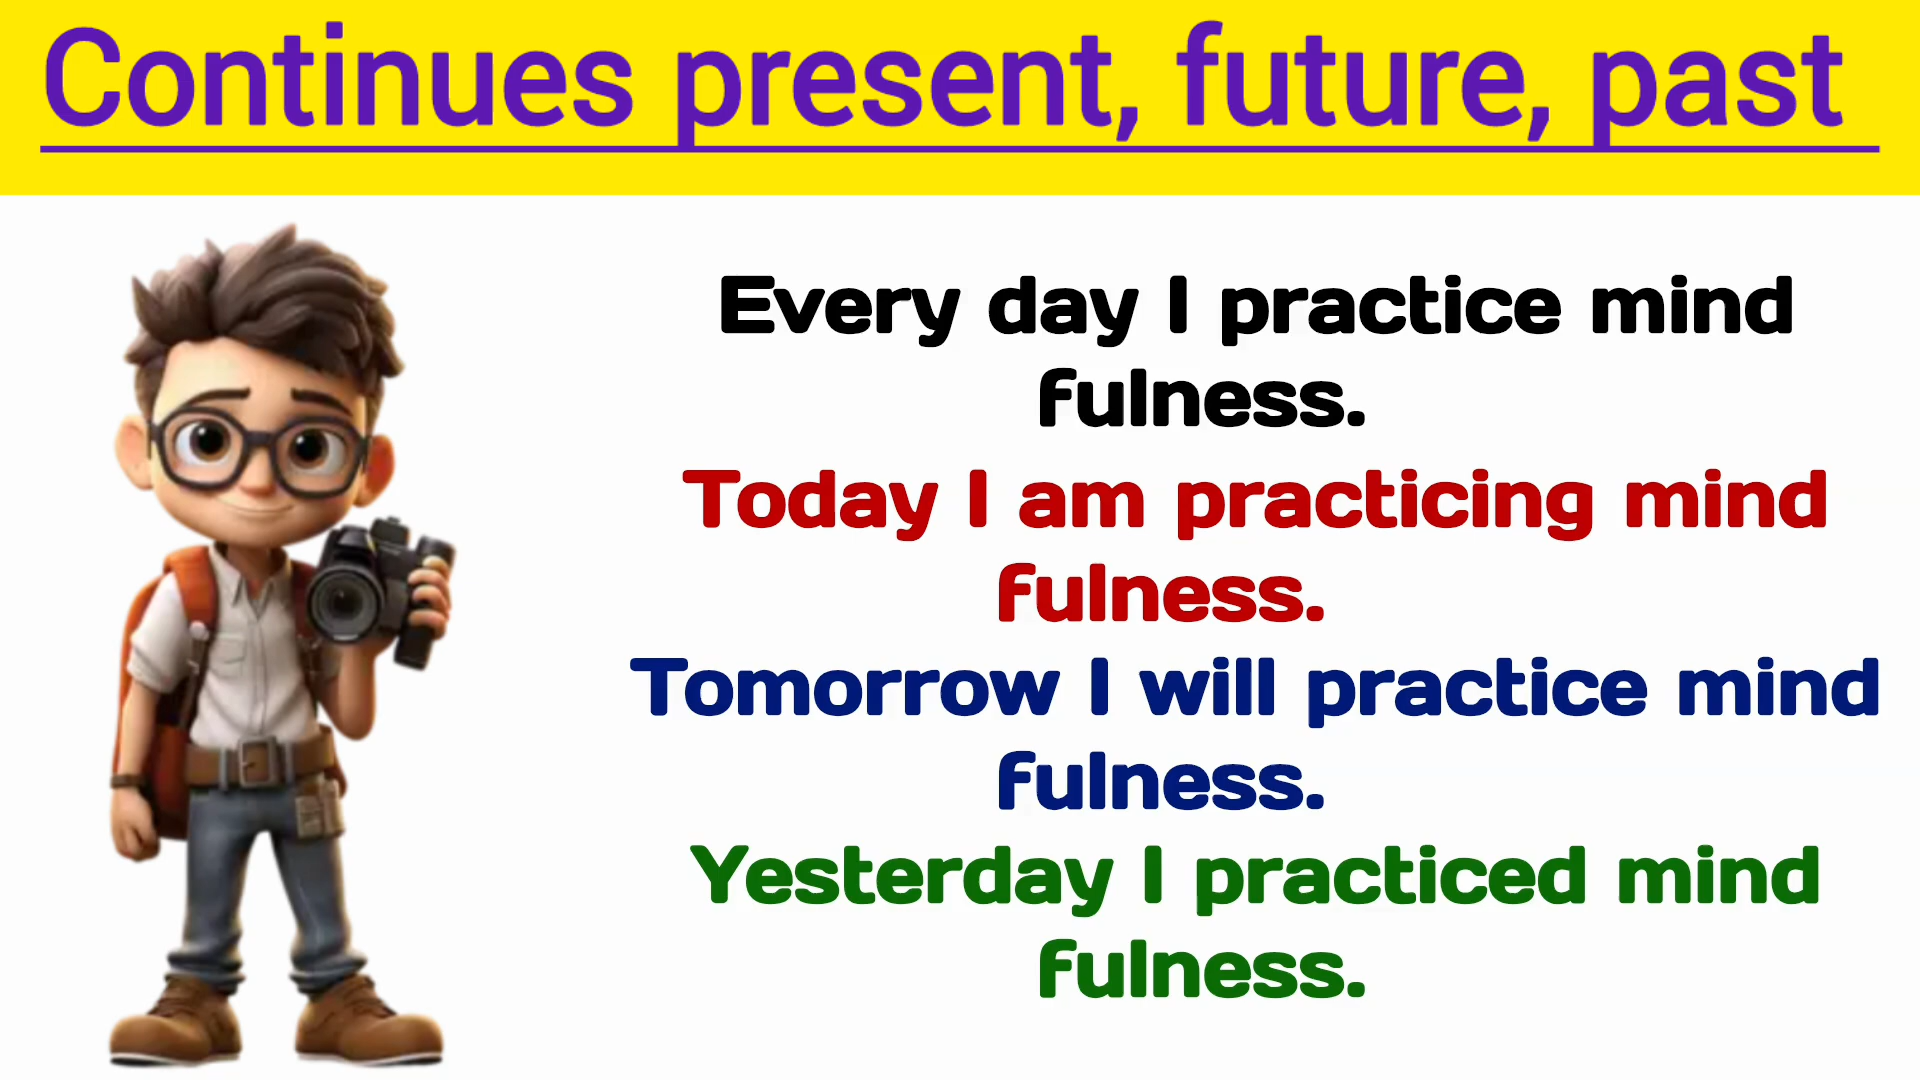 Continues present, future, past
Every day I practice mind
fulness.
Today I am practicing mind
fulness.
Tomorrow I will practice mind
fulness.
Yesterday I practiced mind
fulness.